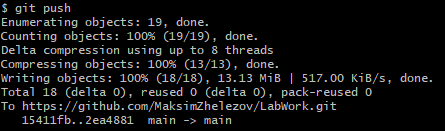 $ git push
Enumerating objects: 19, done.
Counting objects: 100% (19/19), done.
Delta compression using up to 8 threads
Compressing objects: 100% (13/13), done.
Writing objects: 100% (18/18), 13.13 MiB | 517.00 KiB/s, done.
Total 18 (delta 0), reused 0 (delta 0), pack-reused 0
To https://github.com/MaksimZhelezov/LabWork.git
   15411fb..2ea4881  main -> main